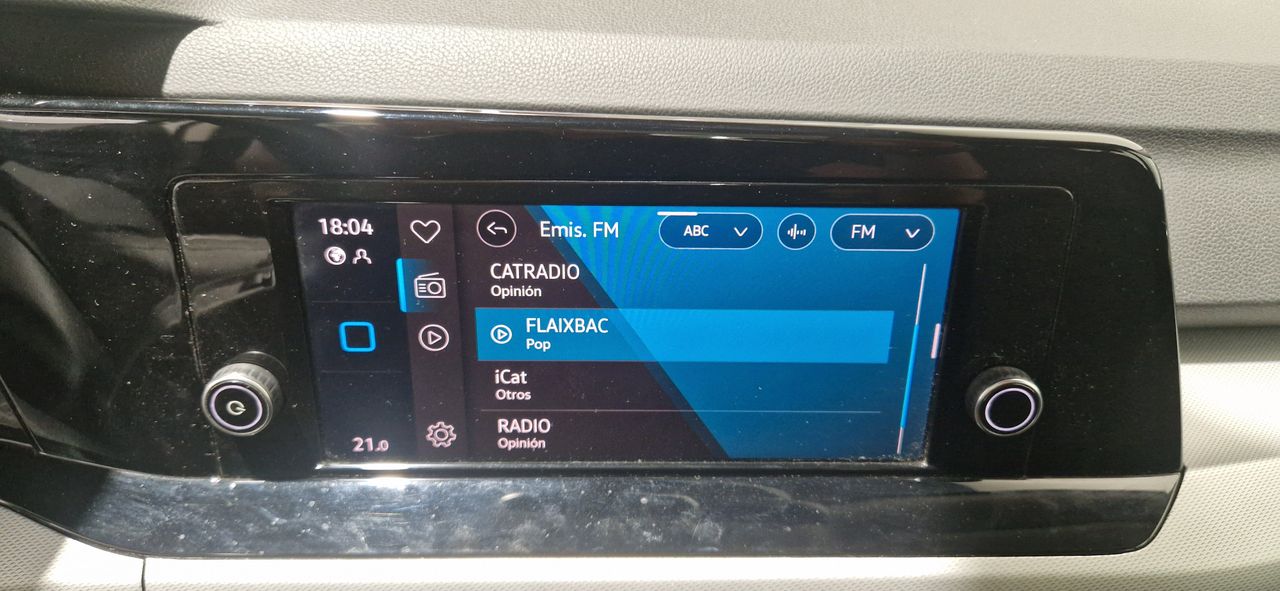 18:04
Emis. FM
ABC
FM
CATRADIO
Opinión
FLAIXBAC
Pop
iCat
Otros
RADIO
Opinión
21.0